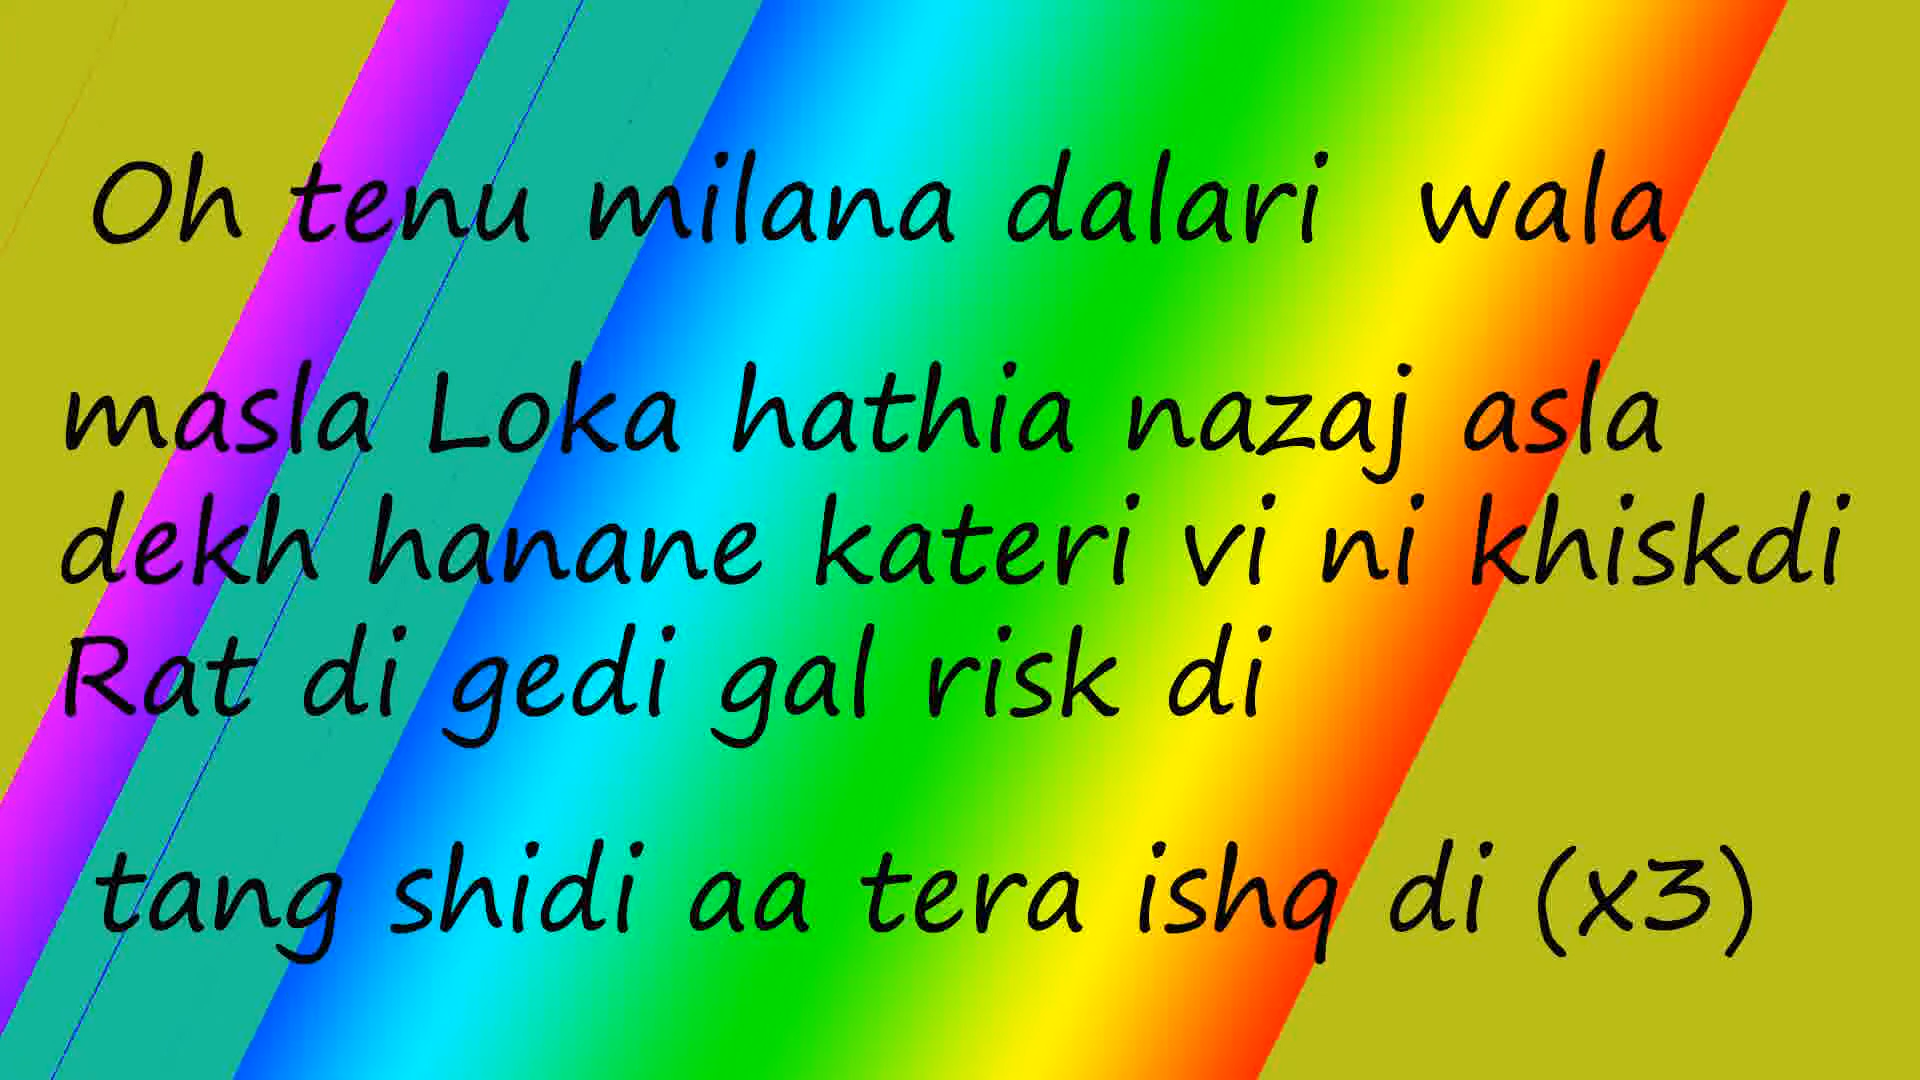 Oh tenu milana dalari wala
masla Loka hathia nazaj asla
dekh hanane kateri vi ni khiskdi
Rat di gedi gal risk di
tang shidi aa tera ishq di (x3)